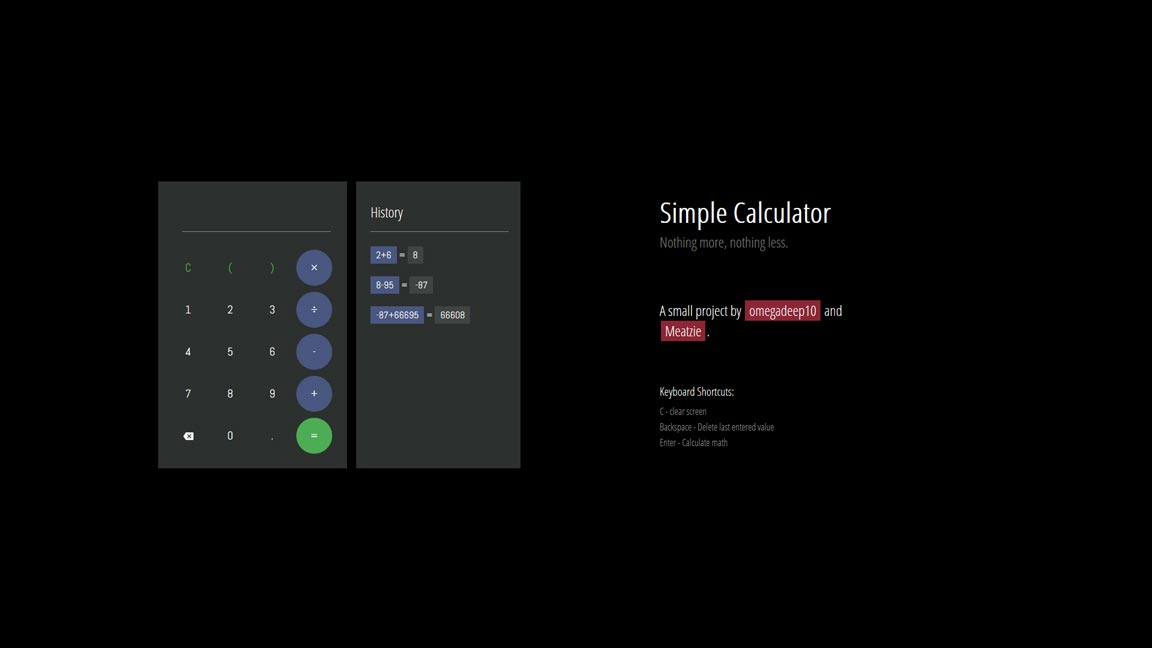 C ( ) ×
1 2 3 ÷
4 5 6 -
7 8 9 +
0 . =
History
2+6 = 8
8-95 = -87
-87+66695 = 66608
Simple Calculator
Nothing more, nothing less.
A small project by omegadeep10 and
Meatzie .
Keyboard Shortcuts:
C - clear screen
Backspace - Delete last entered value
Enter - Calculate math